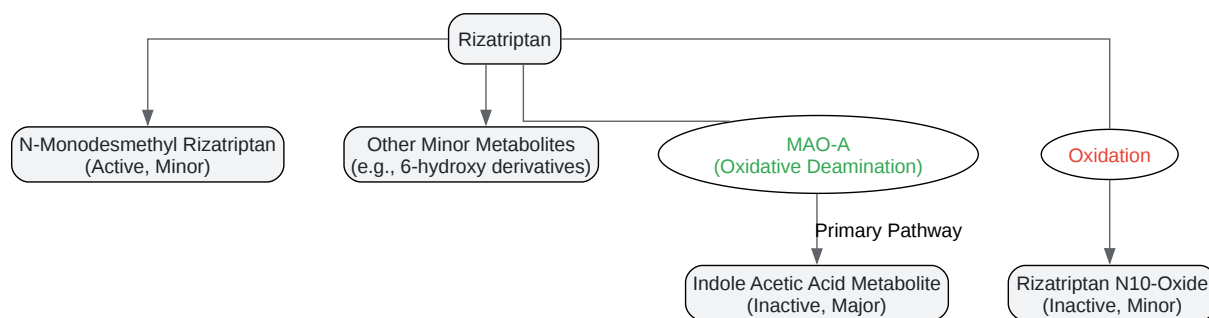 Rizatriptan
N-Monodesmethyl Rizatriptan
(Active, Minor)
Other Minor Metabolites
(e.g., 6-hydroxy derivatives)
MAO-A
(Oxidative Deamination)
Oxidation
Primary Pathway
Indole Acetic Acid Metabolite
(Inactive, Major)
Rizatriptan N10-Oxide
(Inactive, Minor)